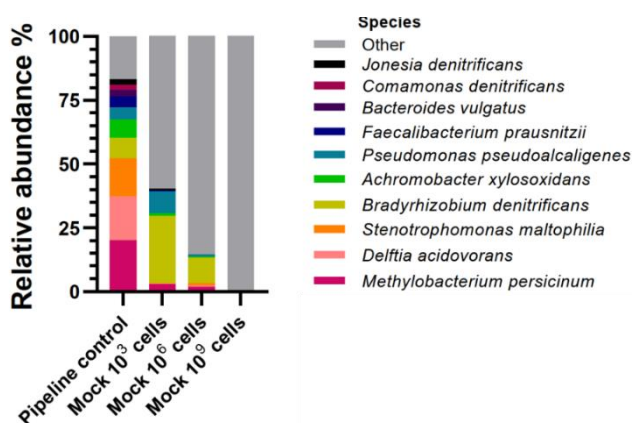 Relative abundance %
100
75
50
25
0
Pipeline control
Mock 10³ cells
Mock 10⁶ cells
Mock 10⁹ cells
Species
Other
Jonesia denitrificans
Comamonas denitrificans
Bacteroides vulgatus
Faecalibacterium prausnitzii
Pseudomonas pseudoalcaligenes
Achromobacter xylosoxidans
Bradyrhizobium denitrificans
Stenotrophomonas maltophilia
Delftia acidovorans
Methylobacterium persicinum